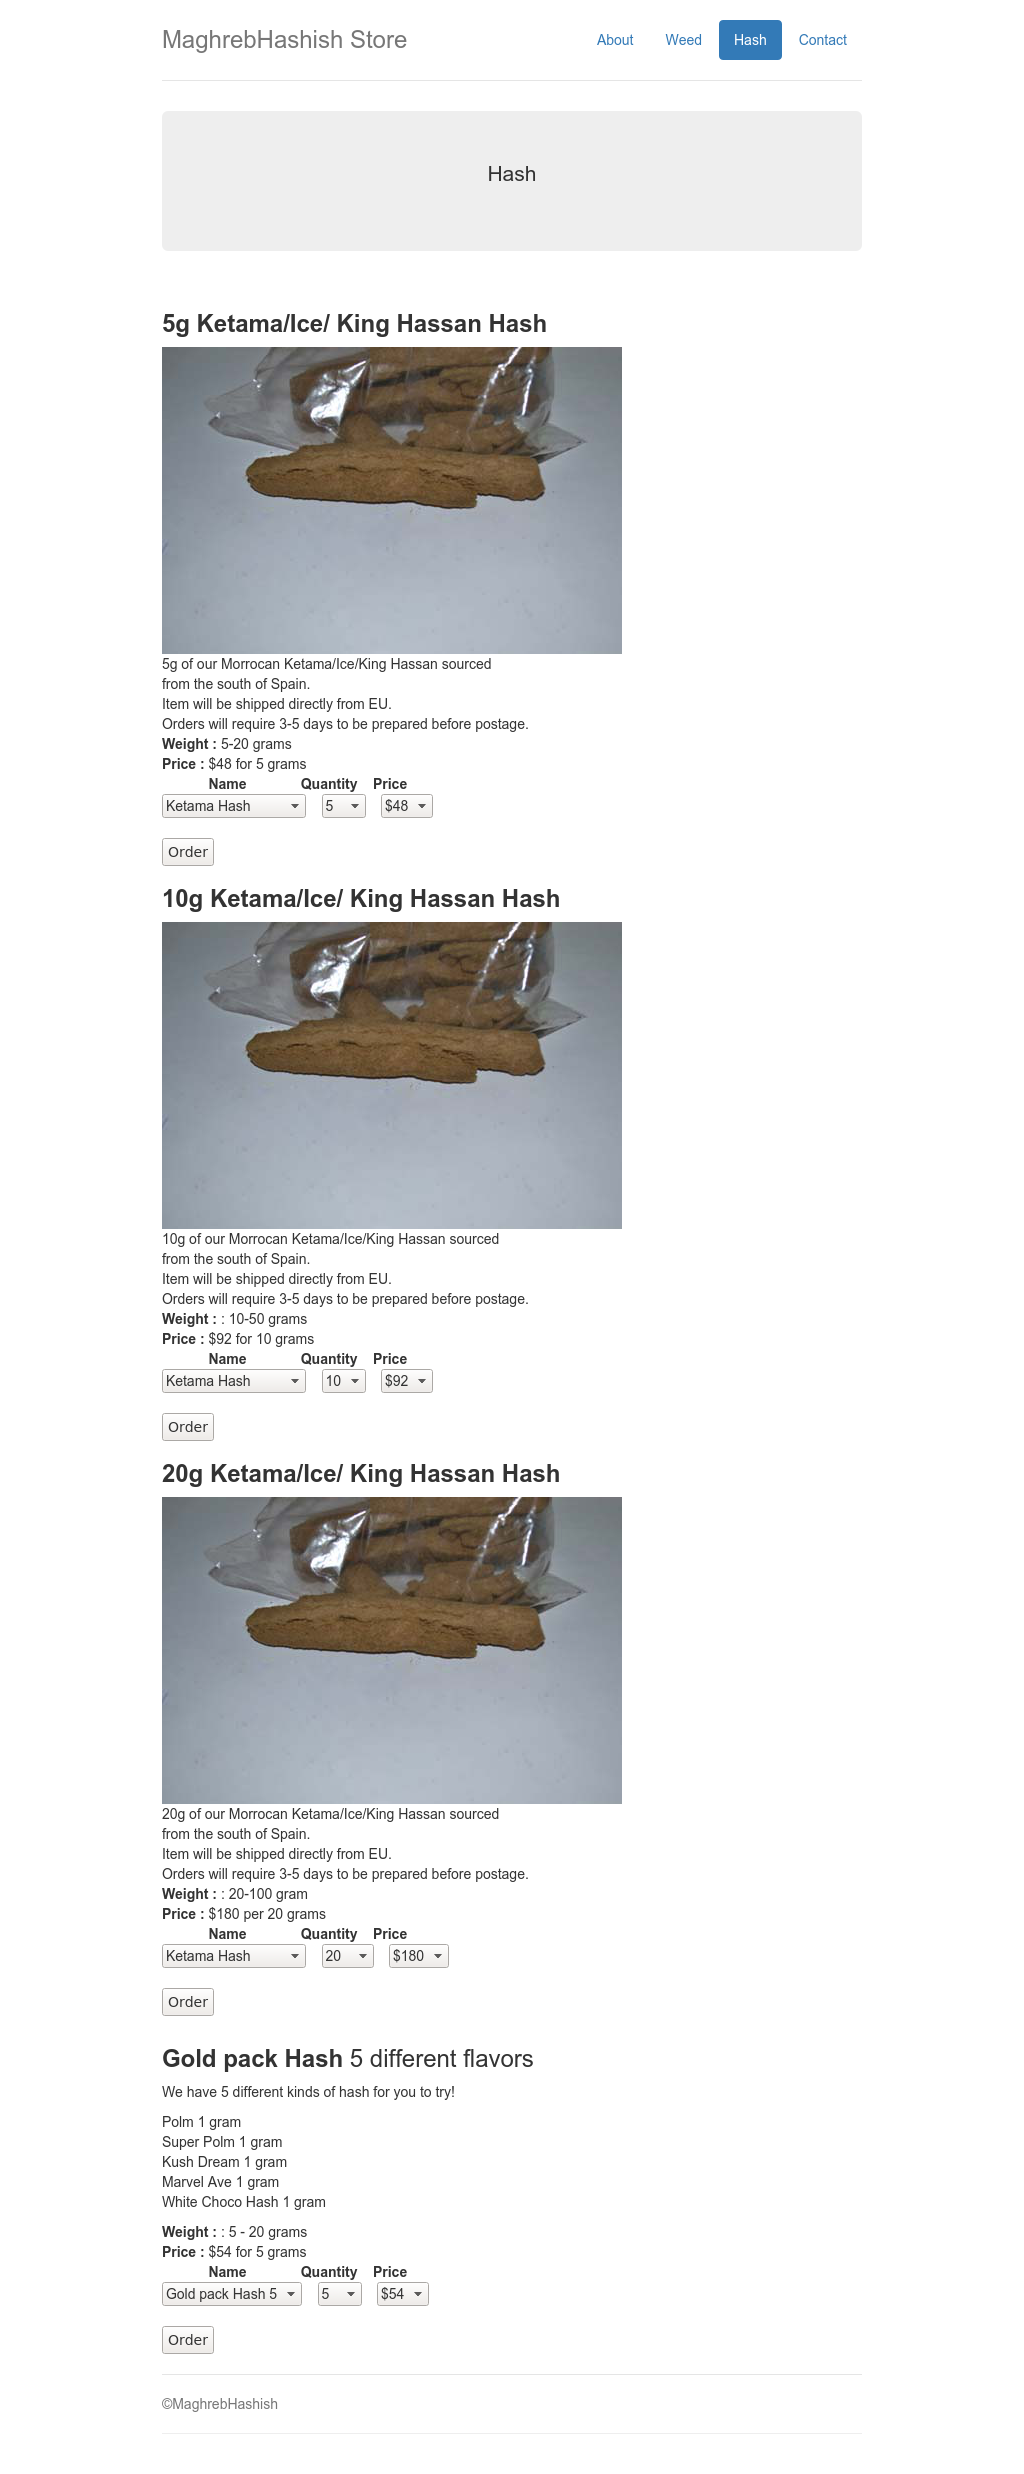 MaghrebHashish Store
About Weed Hash Contact
Hash
5g Ketama/Ice/ King Hassan Hash
5g of our Morrocan Ketama/Ice/King Hassan sourced
from the south of Spain.
Item will be shipped directly from EU.
Orders will require 3-5 days to be prepared before postage.
Weight : 5-20 grams
Price : $48 for 5 grams
Name Quantity Price
Ketama Hash 5 $48
Order
10g Ketama/Ice/ King Hassan Hash
10g of our Morrocan Ketama/Ice/King Hassan sourced
from the south of Spain.
Item will be shipped directly from EU.
Orders will require 3-5 days to be prepared before postage.
Weight : : 10-50 grams
Price : $92 for 10 grams
Name Quantity Price
Ketama Hash 10 $92
Order
20g Ketama/Ice/ King Hassan Hash
20g of our Morrocan Ketama/Ice/King Hassan sourced
from the south of Spain.
Item will be shipped directly from EU.
Orders will require 3-5 days to be prepared before postage.
Weight : : 20-100 gram
Price : $180 per 20 grams
Name Quantity Price
Ketama Hash 20 $180
Order
Gold pack Hash 5 different flavors
We have 5 different kinds of hash for you to try!
Polm 1 gram
Super Polm 1 gram
Kush Dream 1 gram
Marvel Ave 1 gram
White Choco Hash 1 gram
Weight : : 5 - 20 grams
Price : $54 for 5 grams
Name Quantity Price
Gold pack Hash 5 5 $54
Order
©MaghrebHashish